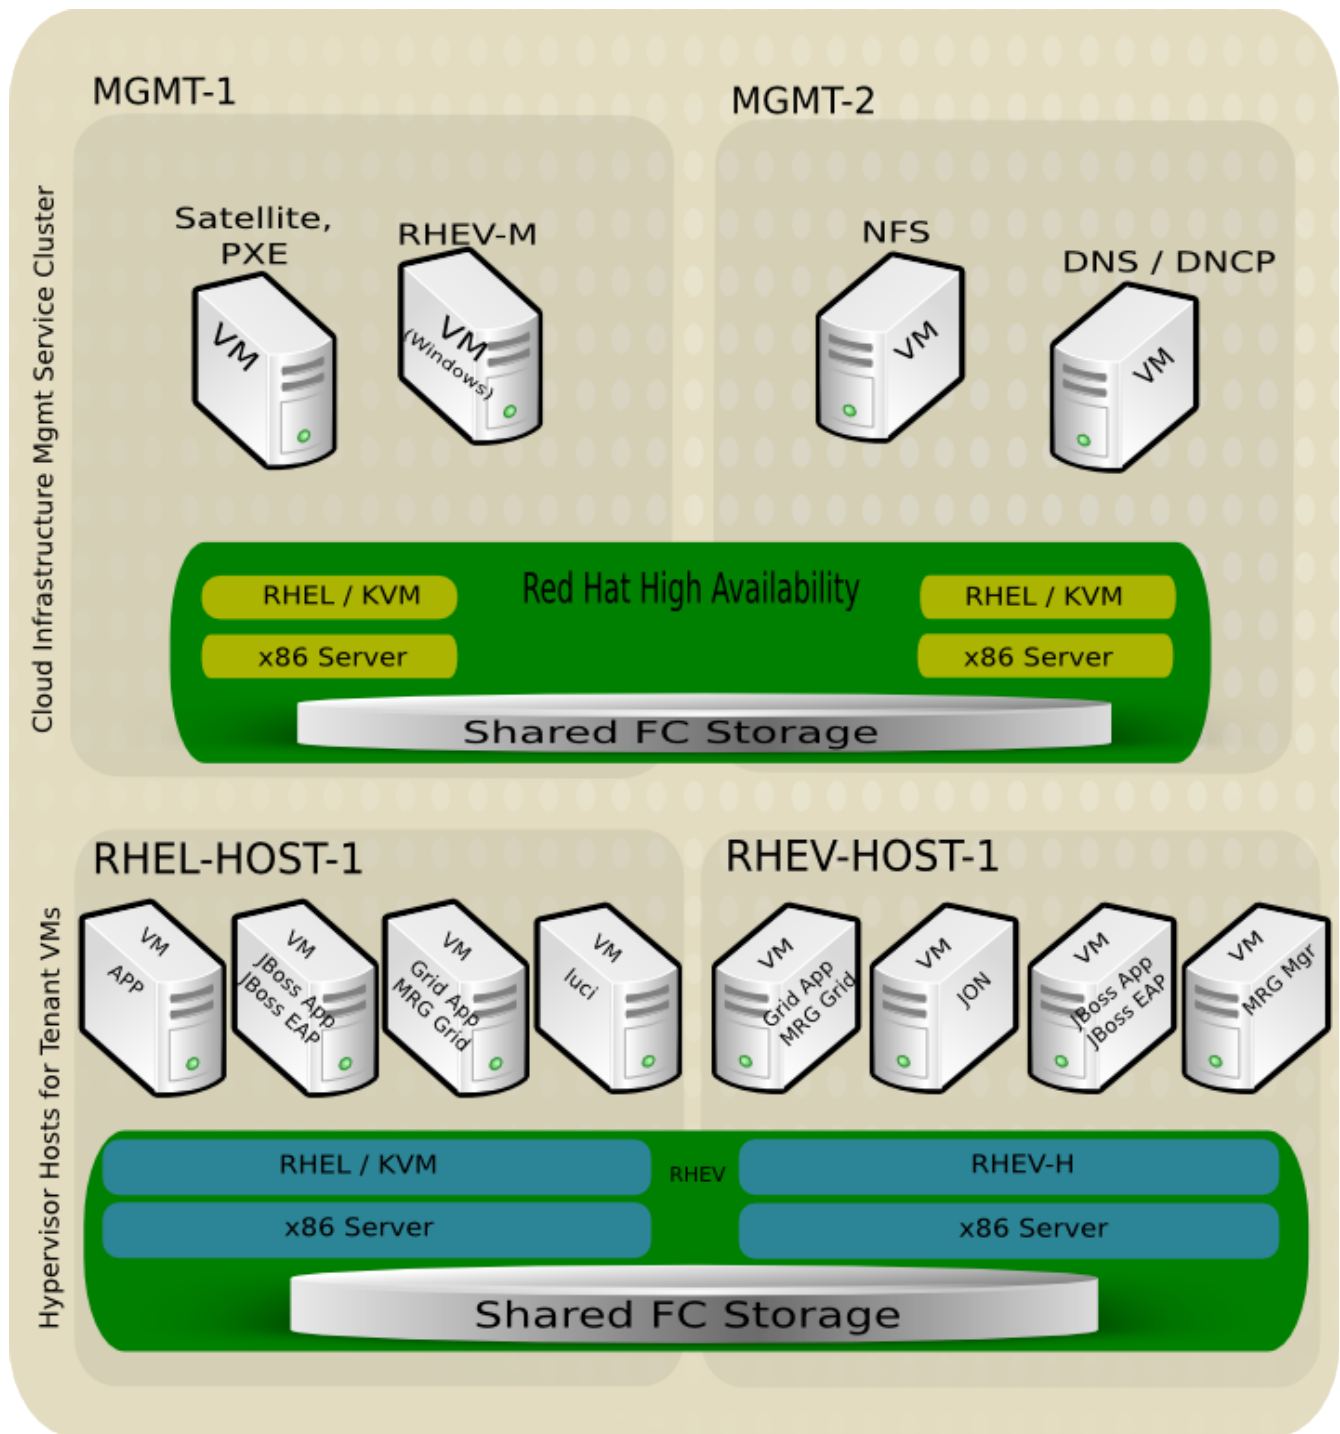 MGMT-1
MGMT-2
Cloud Infrastructure Mgmt Service Cluster
Satellite,
PXE
VM
RHEV-M
VM
(Windows)
NFS
VM
DNS / DNCP
VM
Red Hat High Availability
RHEL / KVM
x86 Server
RHEL / KVM
x86 Server
Shared FC Storage
Hypervisor Hosts for Tenant VMs
RHEL-HOST-1
VM
APP
VM
JBoss App
JBoss EAP
VM
Grid App
MRG Grid
VM
luci
RHEV-HOST-1
VM
Grid App
MRG Grid
VM
JON
VM
JBoss App
JBoss EAP
VM
MRG Mgr
RHEL / KVM
x86 Server
RHEV
RHEV-H
x86 Server
Shared FC Storage